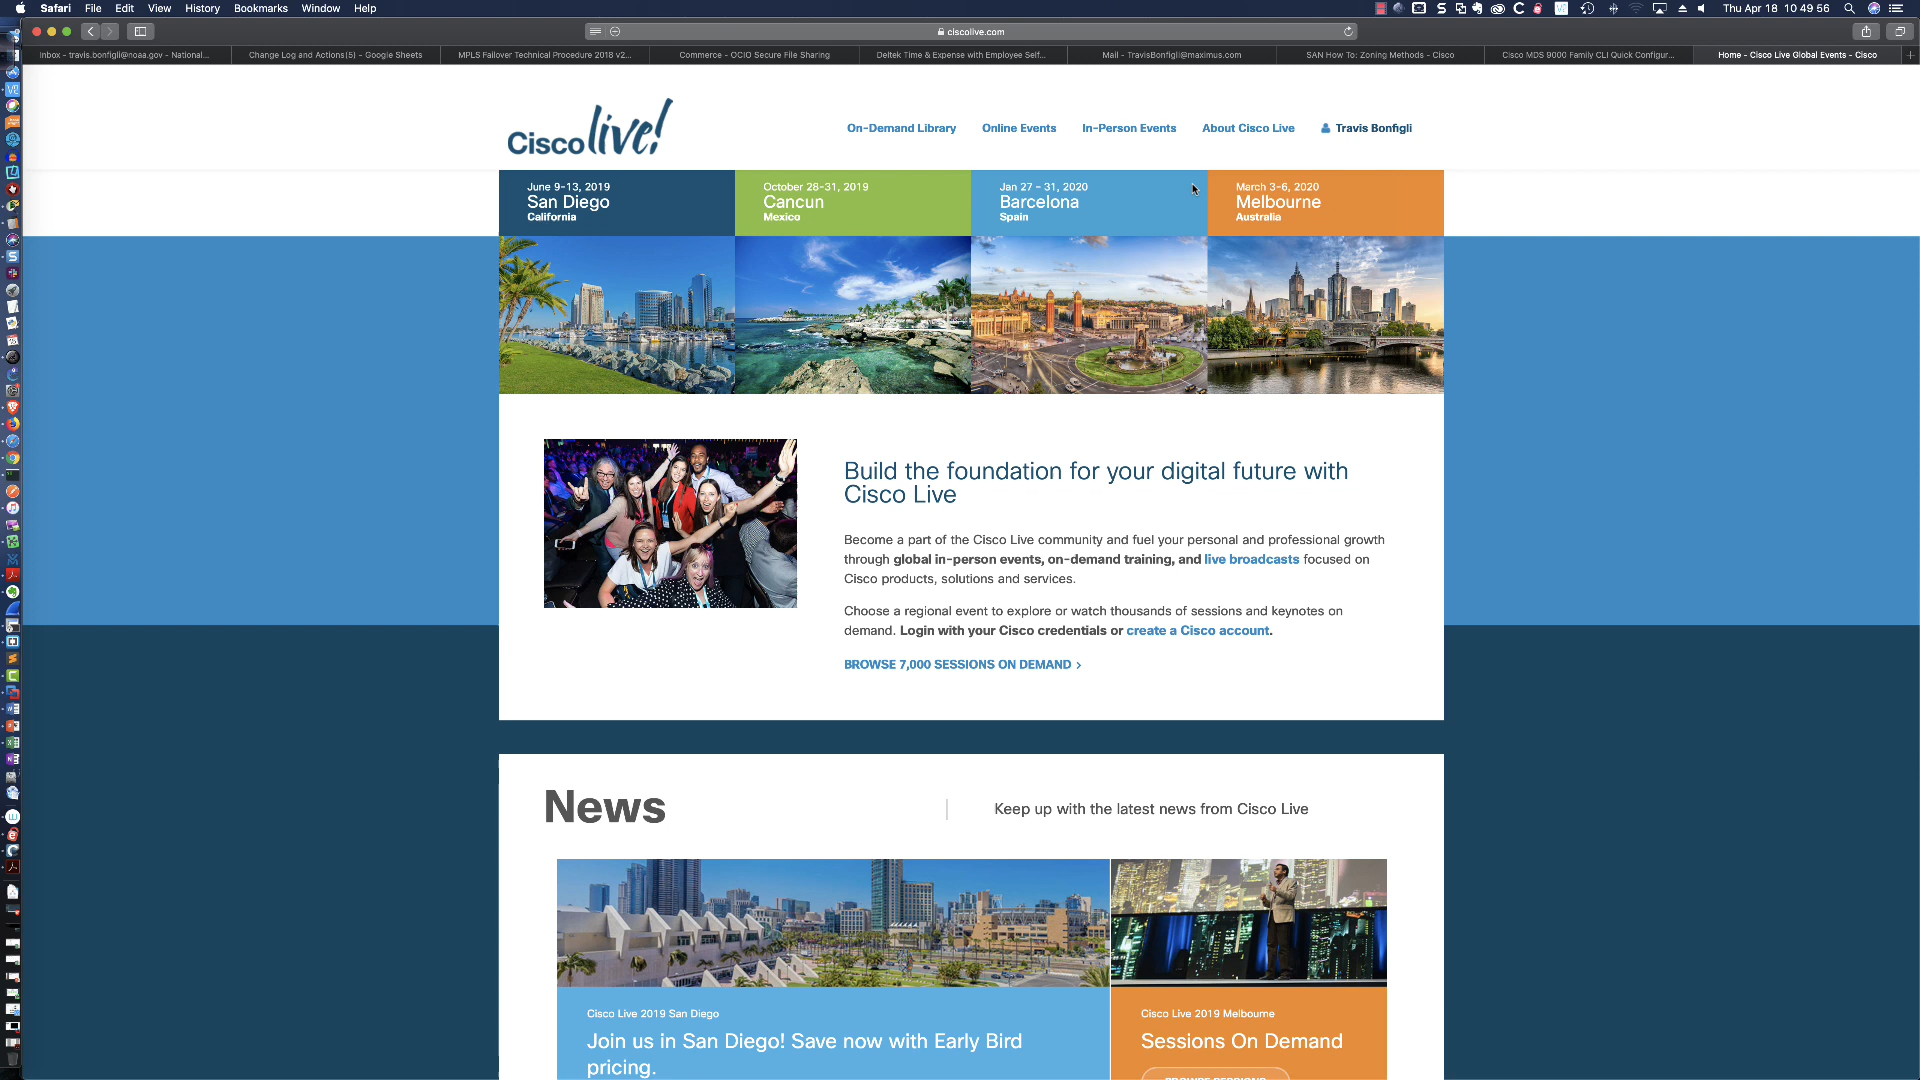 Safari File Edit View History Bookmarks Window Help
Thu Apr 18 10 49 56
ciscolive.com
Inbox - travis.bonfigli@noaa.gov - National...
Change Log and Actions(5) - Google Sheets
MPLS Failover Technical Procedure 2018 v2...
Commerce - OCIO Secure File Sharing
Deltek Time & Expense with Employee Self...
Mail - TravisBonfigli@maximus.com
SAN How To: Zoning Methods - Cisco
Cisco MDS 9000 Family CLI Quick Configur...
Home - Cisco Live Global Events - Cisco
Cisco live!
On-Demand Library
Online Events
In-Person Events
About Cisco Live
Travis Bonfigli
June 9-13, 2019
San Diego
California
October 28-31, 2019
Cancun
Mexico
Jan 27 - 31, 2020
Barcelona
Spain
March 3-6, 2020
Melbourne
Australia
Build the foundation for your digital future with
Cisco Live
Become a part of the Cisco Live community and fuel your personal and professional growth
through global in-person events, on-demand training, and live broadcasts focused on
Cisco products, solutions and services.
Choose a regional event to explore or watch thousands of sessions and keynotes on
demand. Login with your Cisco credentials or create a Cisco account.
BROWSE 7,000 SESSIONS ON DEMAND >
News
Keep up with the latest news from Cisco Live
Cisco Live 2019 San Diego
Join us in San Diego! Save now with Early Bird
pricing.
Cisco Live 2019 Melbourne
Sessions On Demand
BROWSE SESSIONS